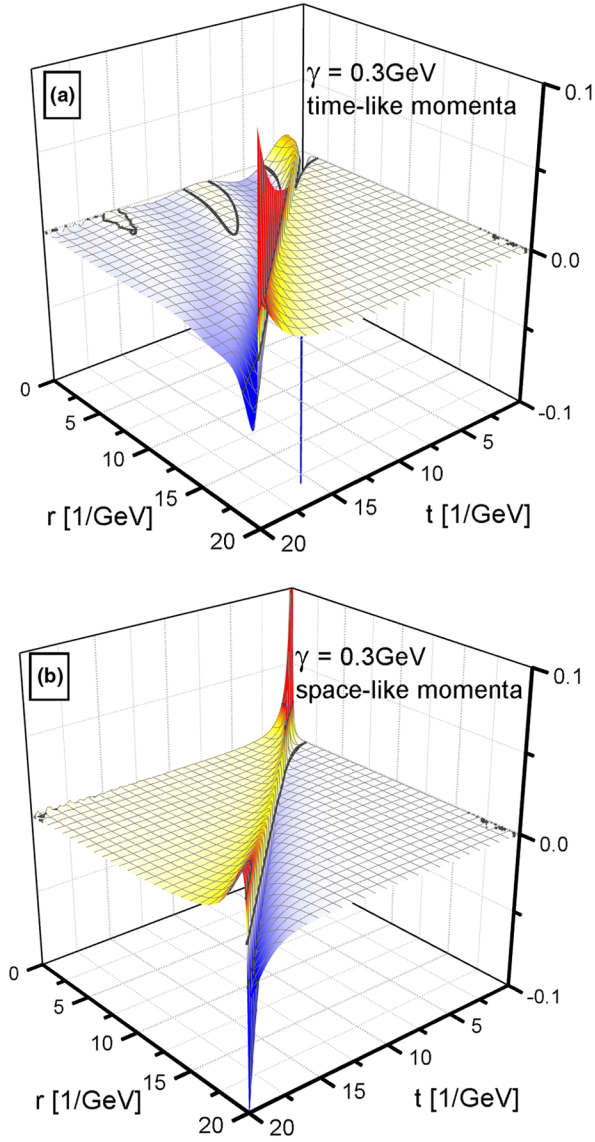 (a)
γ = 0.3GeV
time-like momenta
0.1
0.0
-0.1
0
5
10
15
20
r [1/GeV]
20
15
10
5
t [1/GeV]
(b)
γ = 0.3GeV
space-like momenta
0.1
0.0
-0.1
0
5
10
15
20
r [1/GeV]
20
15
10
5
t [1/GeV]